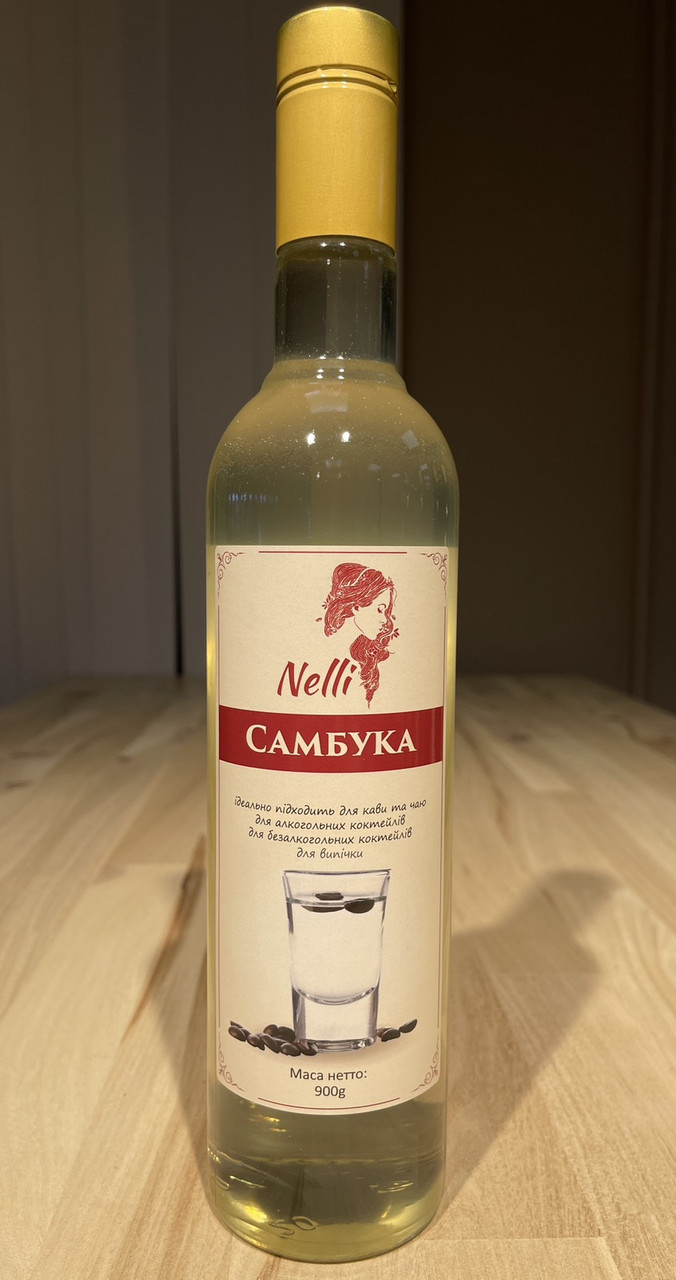 Nelli
САМБУКА
ідеально підходить для кави та чаю
для алкогольних коктейлів
для безалкогольних коктейлів
для випічки
Маса нетто:
900g